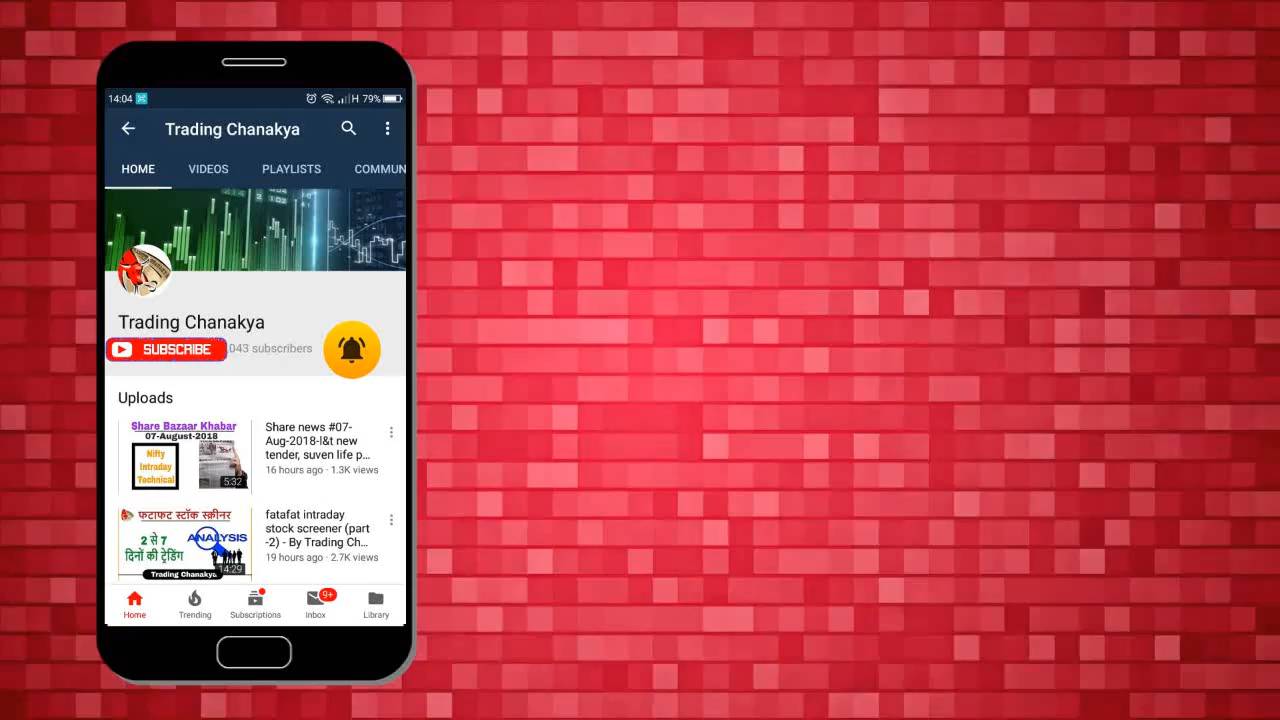 14:04 H 79%
Trading Chanakya
HOME VIDEOS PLAYLISTS COMMUN
Trading Chanakya
SUBSCRIBE 043 subscribers
Uploads
Share Bazaar Khabar
07-August-2018
Nifty
Intraday
Technical
5:32
Share news #07-
Aug-2018-l&t new
tender, suven life p...
16 hours ago · 1.3K views
फटाफट स्टॉक स्क्रीनर
2 से 7
दिनों की ट्रेडिंग
ANALYSIS
14:29
Trading Chanakya
fatafat intraday
stock screener (part
-2) - By Trading Ch...
19 hours ago · 2.7K views
Home Trending Subscriptions Inbox 9+ Library